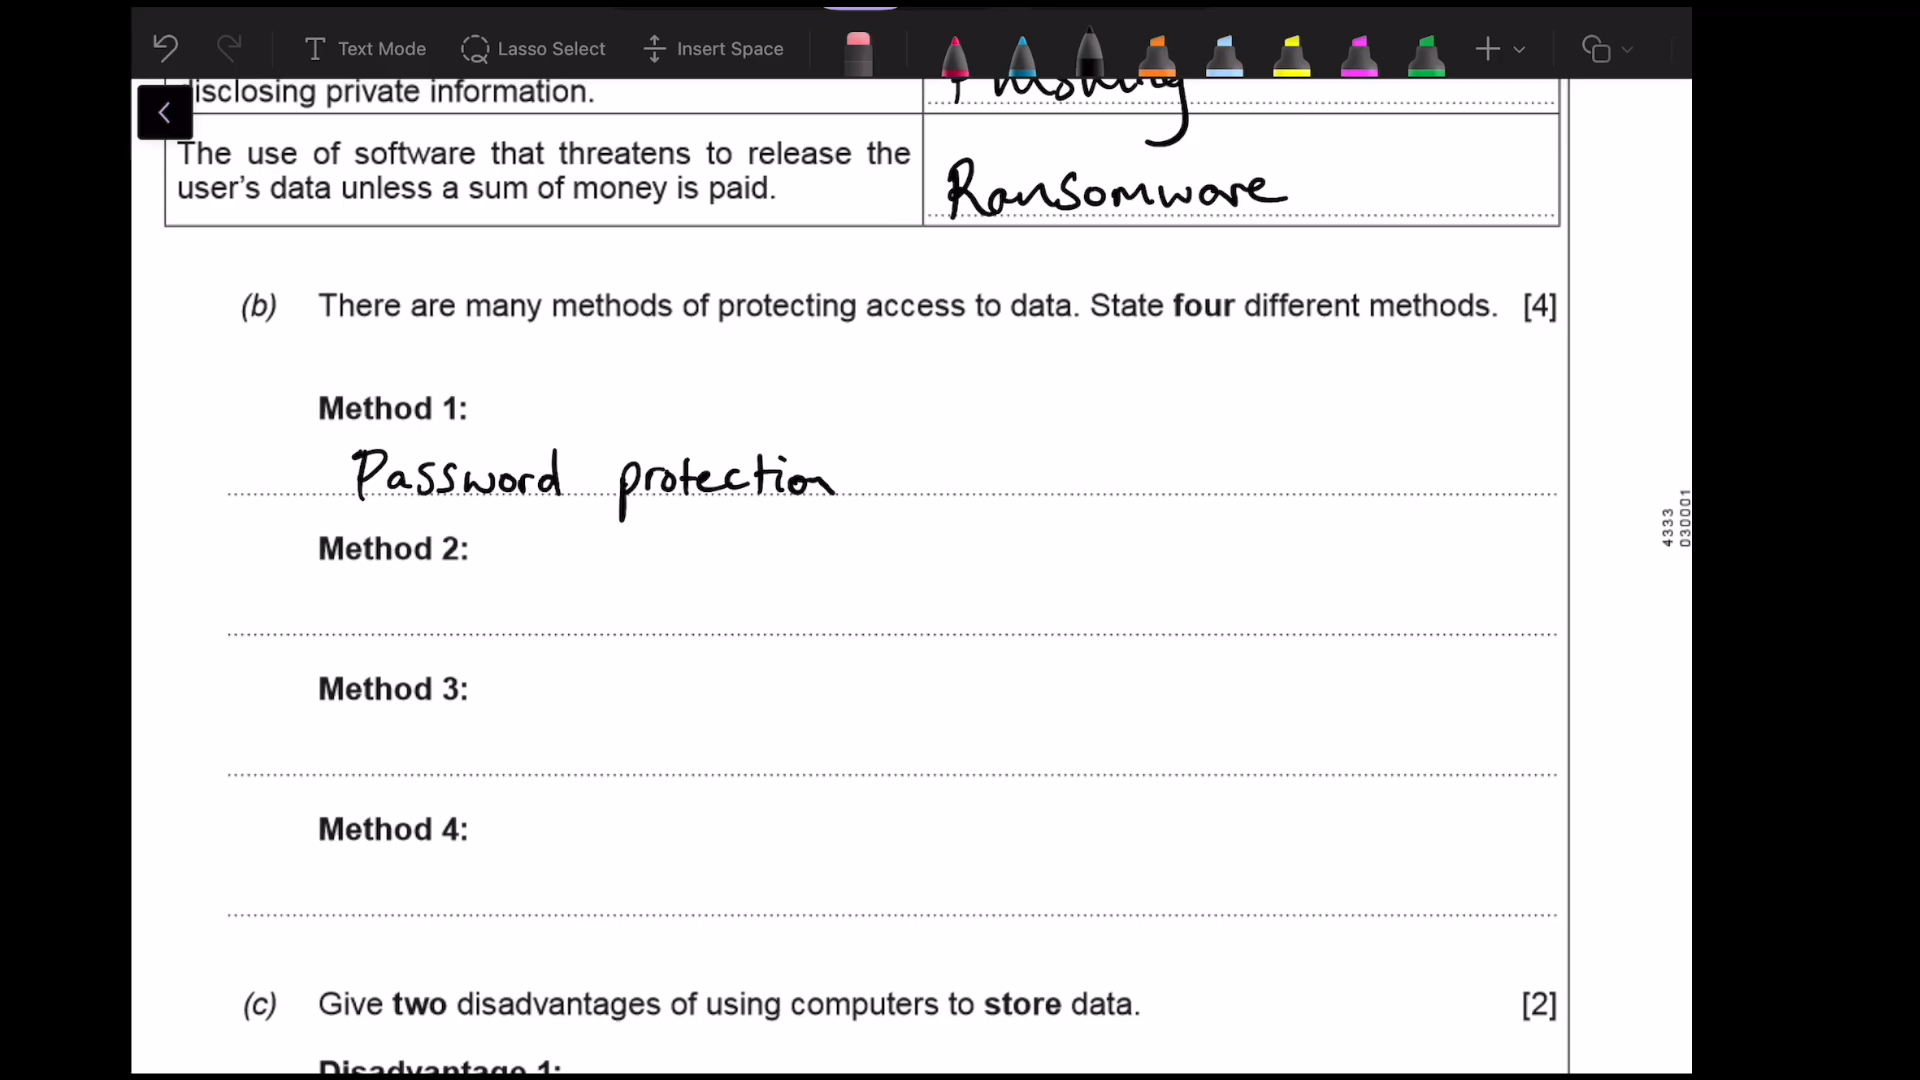 Text Mode Lasso Select Insert Space
isclosing private information.
The use of software that threatens to release the
user's data unless a sum of money is paid.
Ransomware
(b) There are many methods of protecting access to data. State four different methods. [4]
Method 1:
Password protection
Method 2:
Method 3:
Method 4:
4333
030001
(c) Give two disadvantages of using computers to store data. [2]
Disadvantage 1: